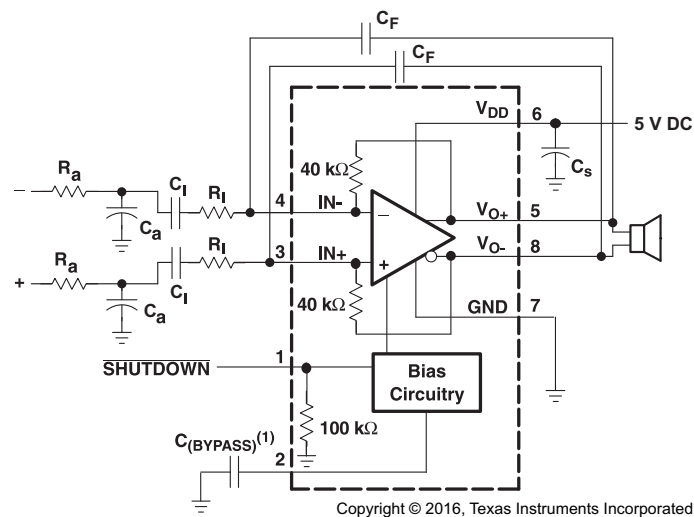 C_F
C_F
V_DD 6
5 V DC
40 kΩ
C_s
− R_a C_I R_I 4 IN- −
V_O+ 5
C_a
3 IN+ +
V_O- 8
+ R_a C_I R_I
40 kΩ
C_a
GND 7
SHUTDOWN 1
Bias
Circuitry
100 kΩ
C_(BYPASS)^(1)
2
Copyright © 2016, Texas Instruments Incorporated